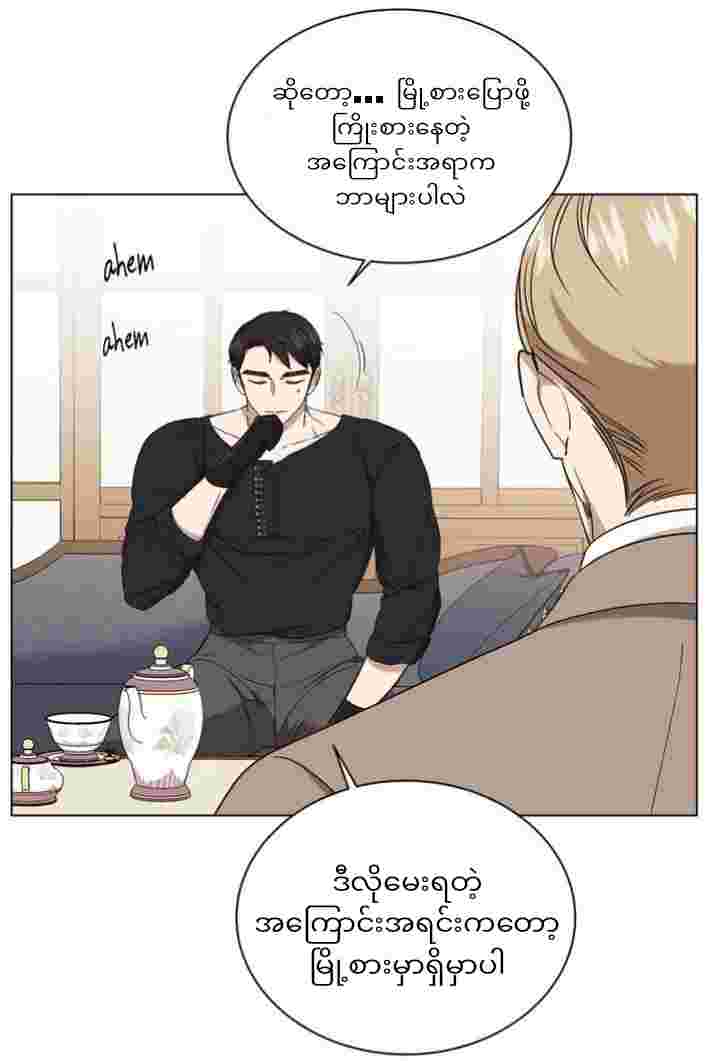 ဆိုတော့... မြို့စားပြောဖို့
ကြိုးစားနေတဲ့
အကြောင်းအရာက
ဘာများပါလဲ
ahem
ahem
ဒီလိုမေးရတဲ့
အကြောင်းအရင်းကတော့
မြို့စားမှာရှိမှာပါ